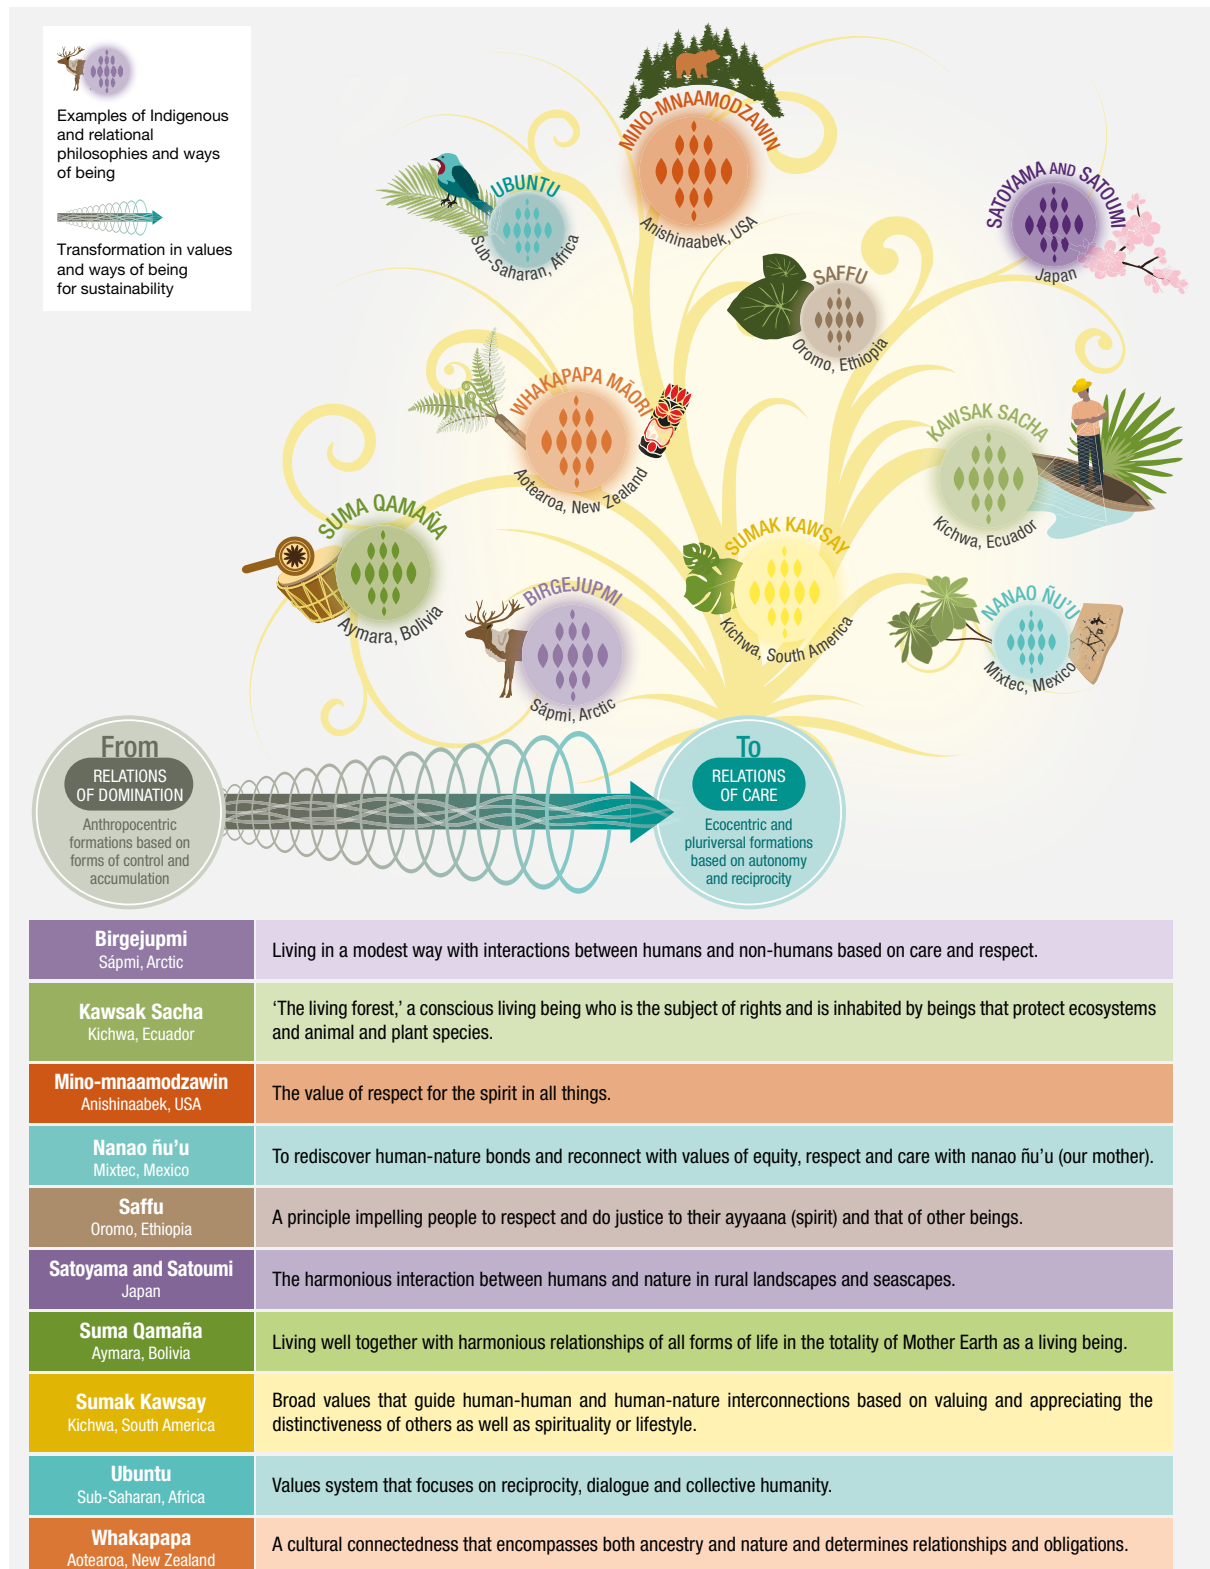 Examples of Indigenous
and relational
philosophies and ways
of being
Transformation in values
and ways of being
for sustainability
MINO-MNAAMODZAWIN
Anishinaabek, USA
UBUNTU
Sub-Saharan, Africa
SATOYAMA AND SATOUMI
Japan
SAFFU
Oromo, Ethiopia
WHAKAPAPA MĀORI
Aotearoa, New Zealand
KAWSAK SACHA
Kichwa, Ecuador
SUMA QAMAÑA
Aymara, Bolivia
SUMAK KAWSAY
Kichwa, South America
BIRGEJUPMI
Sápmi, Arctic
NANAO ÑU'U
Mixtec, Mexico
From
RELATIONS
OF DOMINATION
Anthropocentric
formations based on
forms of control and
accumulation
To
RELATIONS
OF CARE
Ecocentric and
pluriversal formations
based on autonomy
and reciprocity
Birgejupmi
Sápmi, Arctic
Living in a modest way with interactions between humans and non-humans based on care and respect.
Kawsak Sacha
Kichwa, Ecuador
‘The living forest,’ a conscious living being who is the subject of rights and is inhabited by beings that protect ecosystems
and animal and plant species.
Mino-mnaamodzawin
Anishinaabek, USA
The value of respect for the spirit in all things.
Nanao ñu’u
Mixtec, Mexico
To rediscover human-nature bonds and reconnect with values of equity, respect and care with nanao ñu’u (our mother).
Saffu
Oromo, Ethiopia
A principle impelling people to respect and do justice to their ayyaana (spirit) and that of other beings.
Satoyama and Satoumi
Japan
The harmonious interaction between humans and nature in rural landscapes and seascapes.
Suma Qamaña
Aymara, Bolivia
Living well together with harmonious relationships of all forms of life in the totality of Mother Earth as a living being.
Sumak Kawsay
Kichwa, South America
Broad values that guide human-human and human-nature interconnections based on valuing and appreciating the
distinctiveness of others as well as spirituality or lifestyle.
Ubuntu
Sub-Saharan, Africa
Values system that focuses on reciprocity, dialogue and collective humanity.
Whakapapa
Aotearoa, New Zealand
A cultural connectedness that encompasses both ancestry and nature and determines relationships and obligations.